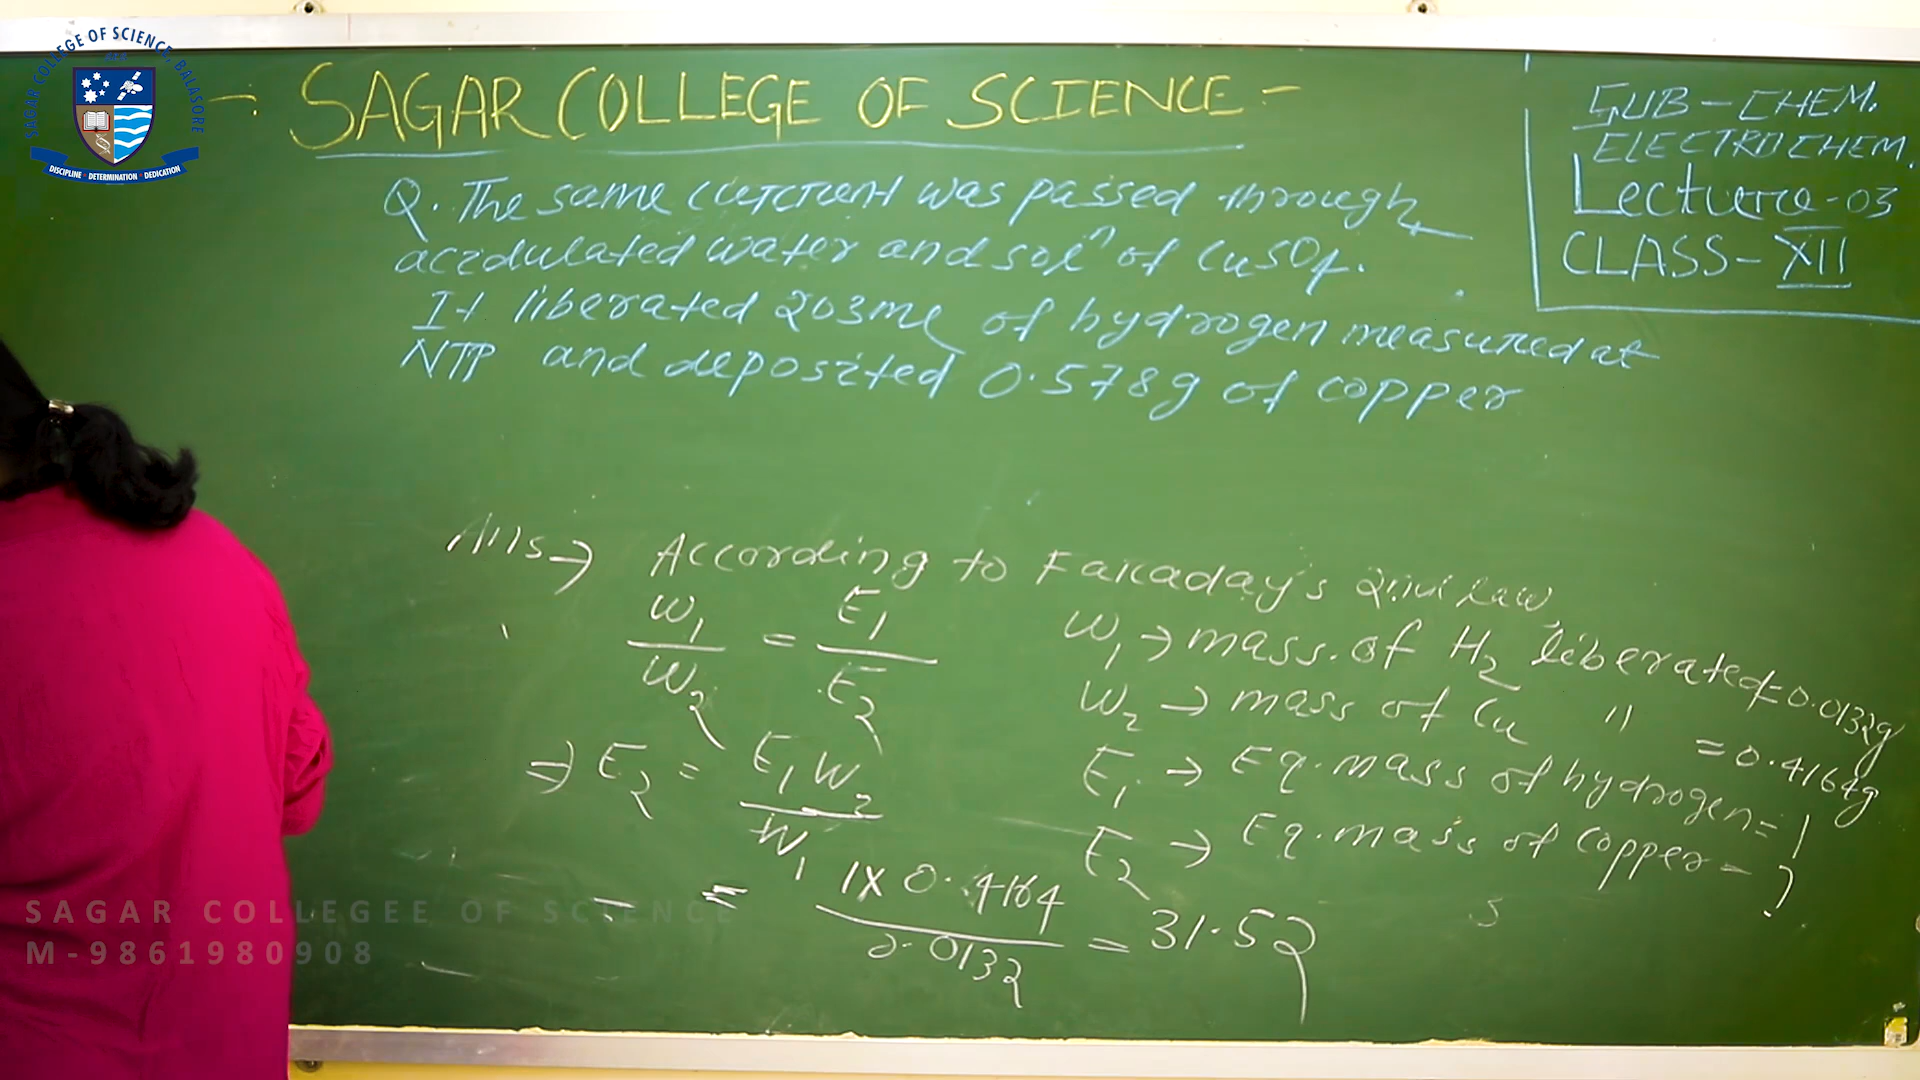 SAGAR COLLEGE OF SCIENCE, BALASORE
DISCIPLINE - DETERMINATION - DEDICATION
-: SAGAR COLLEGE OF SCIENCE -
SUB - CHEM.
ELECTROCHEM.
Lecture-03
CLASS-XII
Q. The same current was passed through
acidulated water and solⁿ of CuSO4.
It liberated 203ml of hydrogen measured at
NTP and deposited 0.578g of copper
Ans→ According to Faraday's 2nd law,
W1/W2 = E1/E2
W1 → mass. of H2 liberated=0.0132g
W2 → mass of Cu " = 0.4164g
⇒ E2 = E1W2/W1
E1 → Eq. mass of hydrogen=1
E2 → Eq. mass of copper = ?
= 1X 0.4164/0.0132 = 31.52
SAGAR COLLEGEE OF SCIENCE
M-9861980908